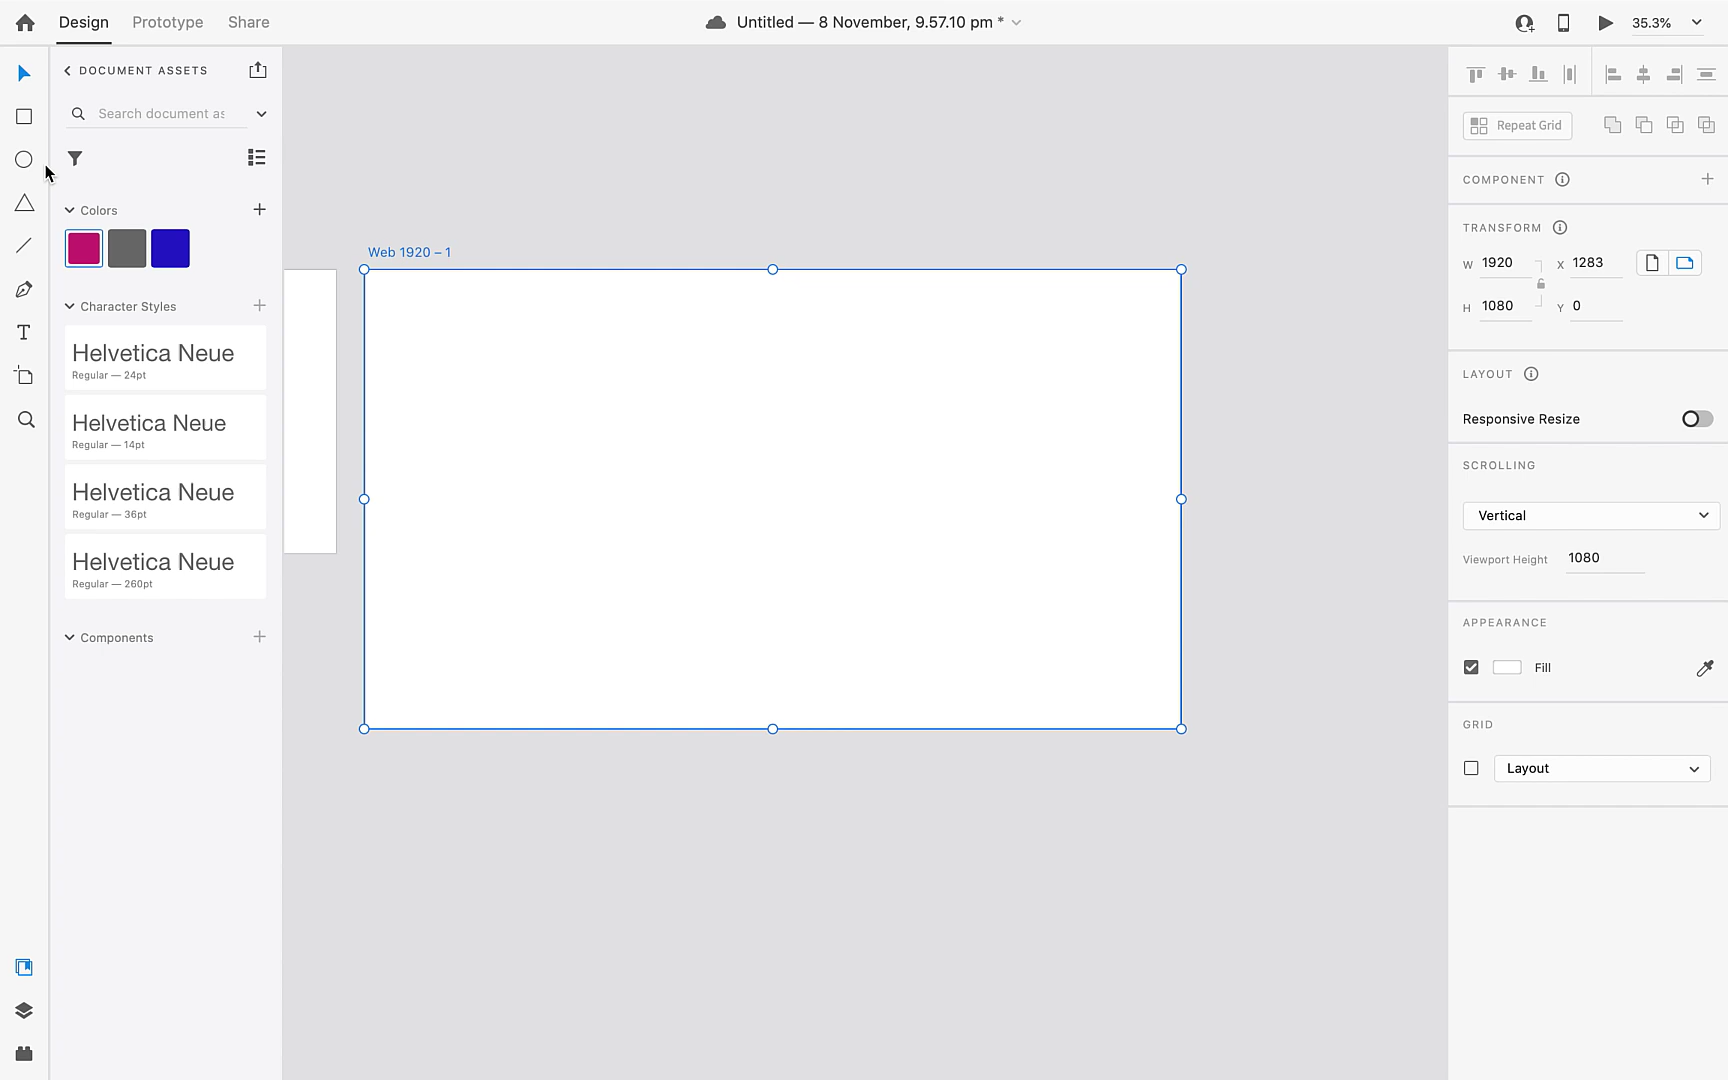 Design
Prototype
Share
Untitled — 8 November, 9.57.10 pm *
35.3%
DOCUMENT ASSETS
Search document as
Colors
Character Styles
Helvetica Neue
Regular — 24pt
Helvetica Neue
Regular — 14pt
Helvetica Neue
Regular — 36pt
Helvetica Neue
Regular — 260pt
Components
T
Web 1920 – 1
Repeat Grid
COMPONENT
TRANSFORM
W 1920 X 1283
H 1080 Y 0
LAYOUT
Responsive Resize
SCROLLING
Vertical
Viewport Height 1080
APPEARANCE
Fill
GRID
Layout